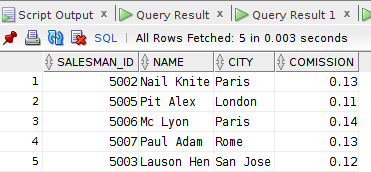 Script Output × Query Result × Query Result 1 ×
SQL | All Rows Fetched: 5 in 0.003 seconds
SALESMAN_ID NAME CITY COMISSION
1 5002 Nail Knite Paris 0.13
2 5005 Pit Alex London 0.11
3 5006 Mc Lyon Paris 0.14
4 5007 Paul Adam Rome 0.13
5 5003 Lauson Hen San Jose 0.12